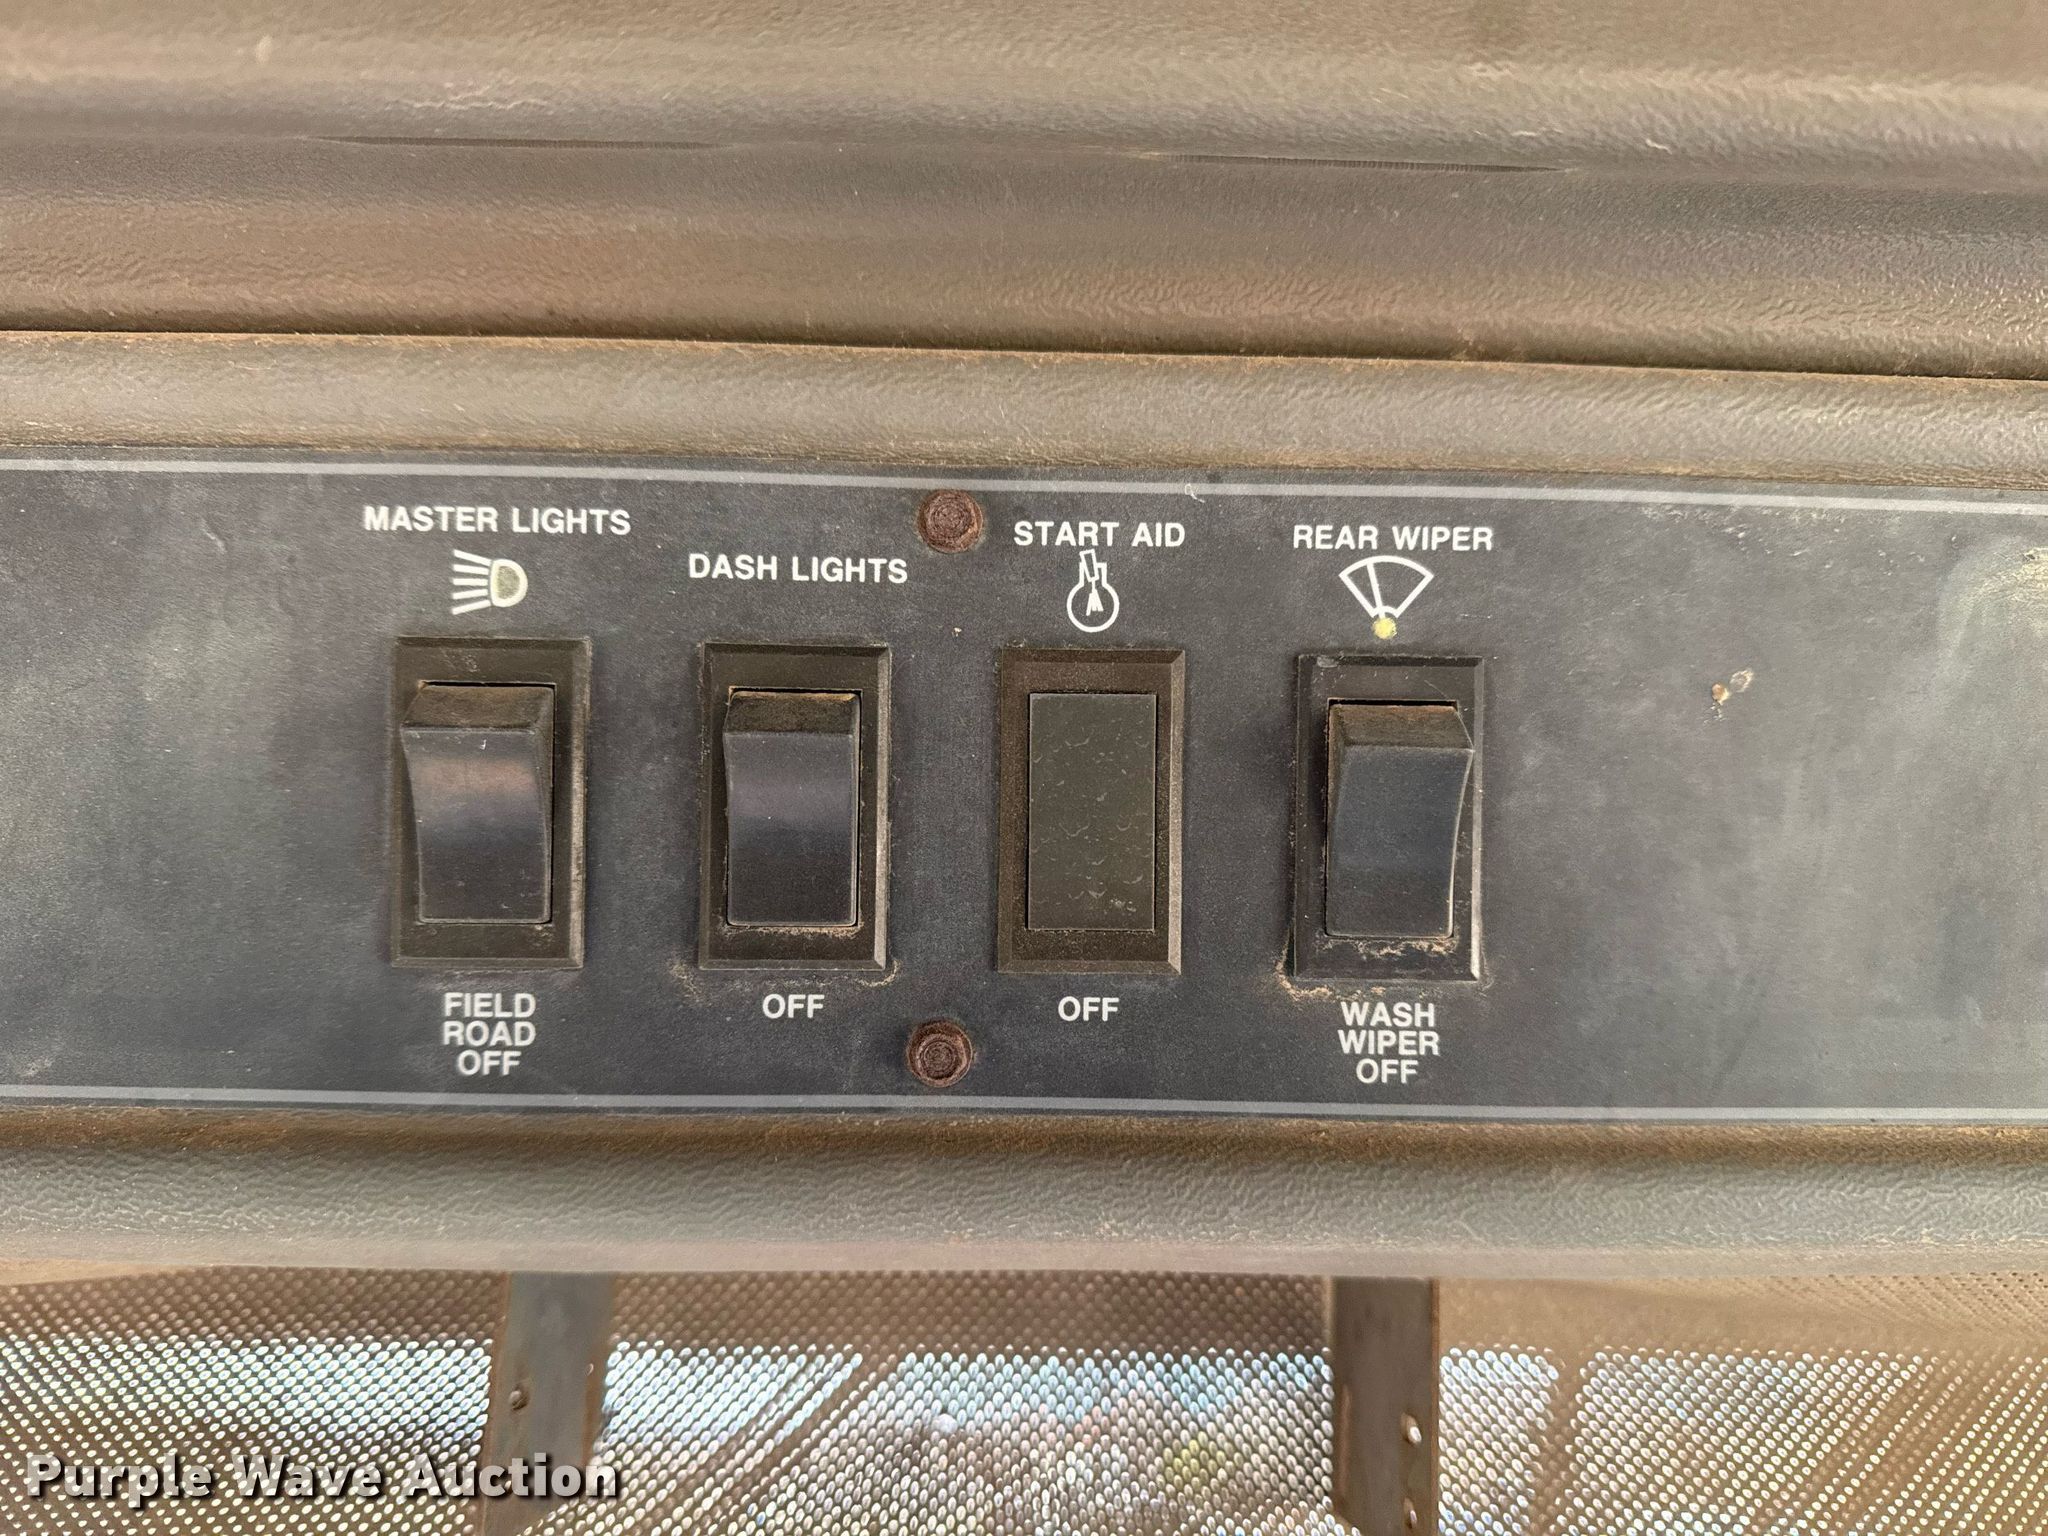 MASTER LIGHTS
DASH LIGHTS
START AID
REAR WIPER
FIELD
ROAD
OFF
OFF
OFF
WASH
WIPER
OFF
Purple Wave Auction